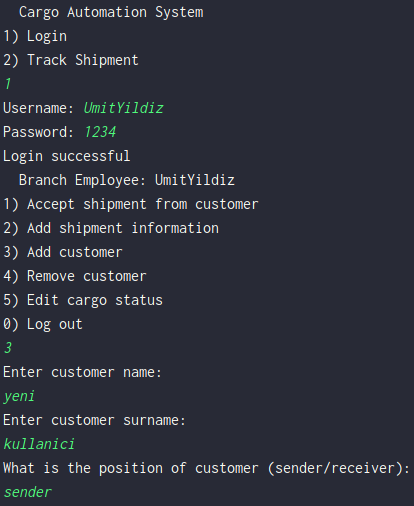 Cargo Automation System
1) Login
2) Track Shipment
1
Username: UmitYildiz
Password: 1234
Login successful
Branch Employee: UmitYildiz
1) Accept shipment from customer
2) Add shipment information
3) Add customer
4) Remove customer
5) Edit cargo status
0) Log out
3
Enter customer name:
yeni
Enter customer surname:
kullanici
What is the position of customer (sender/receiver):
sender